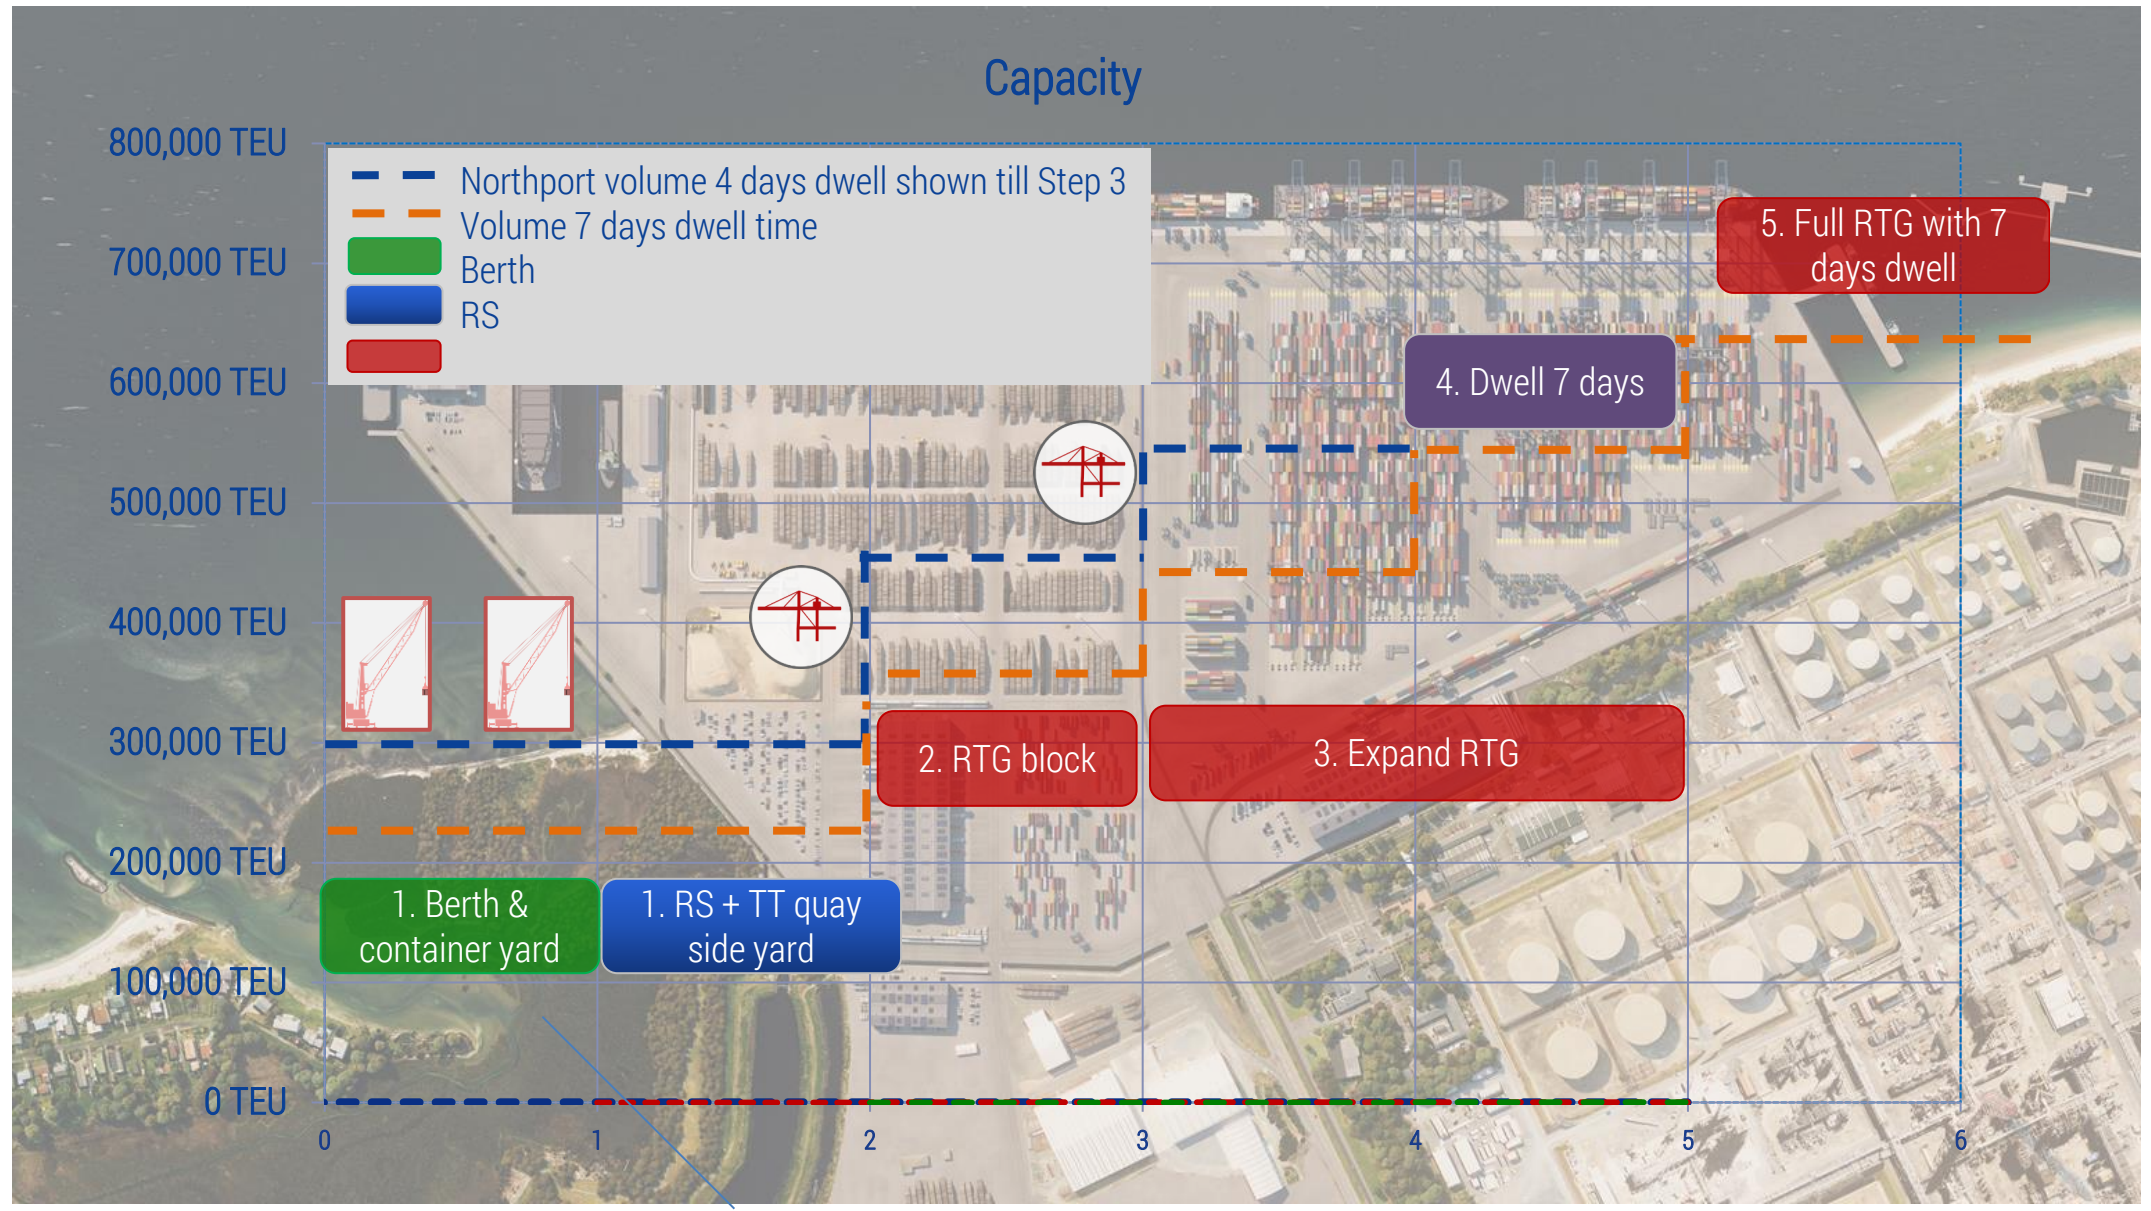 Capacity
800,000 TEU
700,000 TEU
600,000 TEU
500,000 TEU
400,000 TEU
300,000 TEU
200,000 TEU
100,000 TEU
0 TEU
Northport volume 4 days dwell shown till Step 3
Volume 7 days dwell time
Berth
RS
5. Full RTG with 7
days dwell
4. Dwell 7 days
2. RTG block
3. Expand RTG
1. Berth &
container yard
1. RS + TT quay
side yard
0 1 2 3 4 5 6